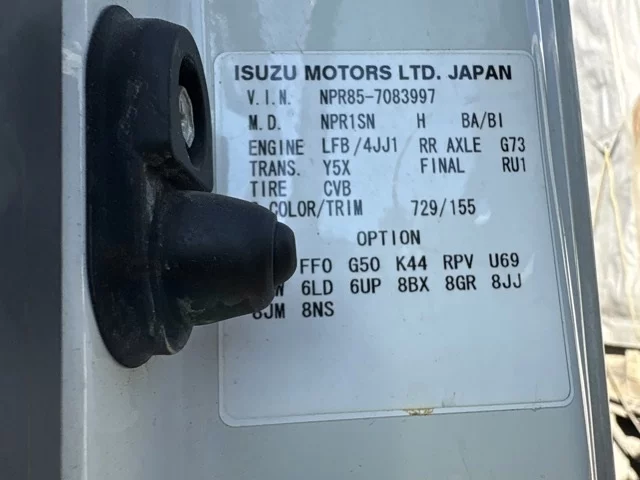 ISUZU MOTORS LTD. JAPAN
V.I.N. NPR85-7083997
M.D. NPR1SN H BA/BI
ENGINE LFB/4JJ1 RR AXLE G73
TRANS. Y5X FINAL RU1
TIRE CVB
COLOR/TRIM 729/155
OPTION
FF0 G50 K44 RPV U69
6LD 6UP 8BX 8GR 8JJ
8JM 8NS